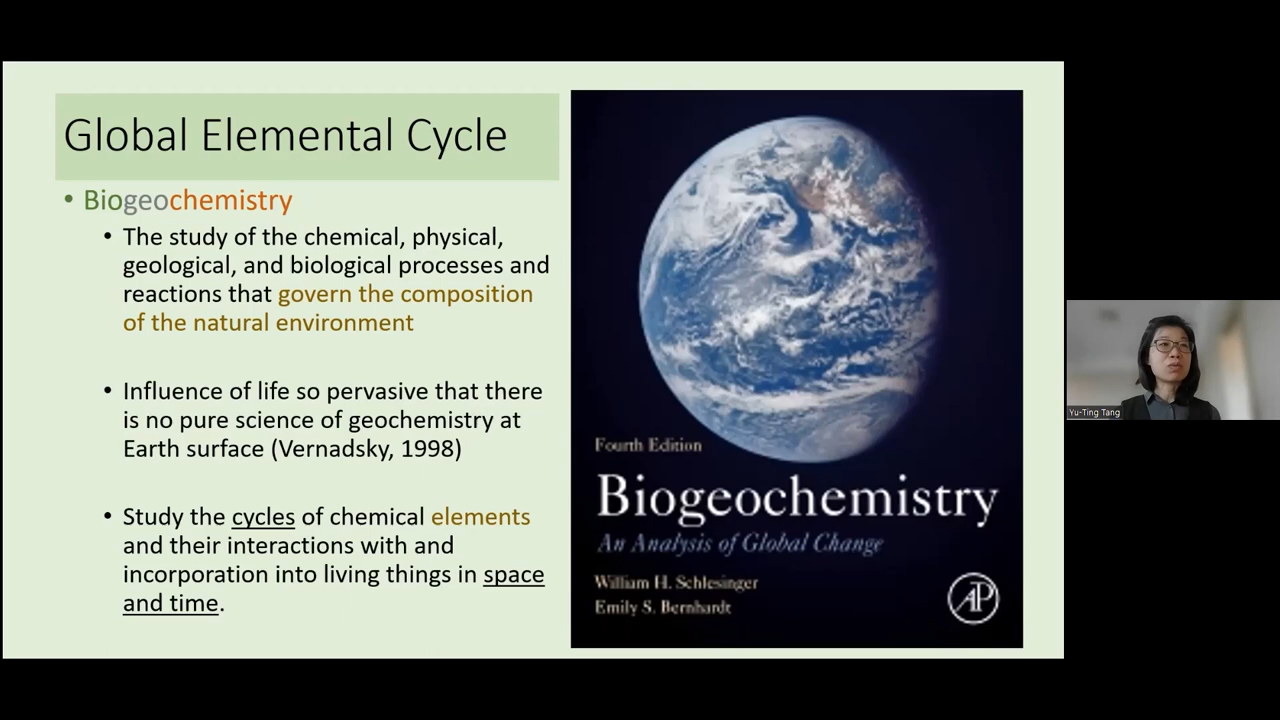 Global Elemental Cycle
• Biogeochemistry
• The study of the chemical, physical,
geological, and biological processes and
reactions that govern the composition
of the natural environment
• Influence of life so pervasive that there
is no pure science of geochemistry at
Earth surface (Vernadsky, 1998)
• Study the cycles of chemical elements
and their interactions with and
incorporation into living things in space
and time.
Fourth Edition
Biogeochemistry
An Analysis of Global Change
William H. Schlesinger
Emily S. Bernhardt
AP
Yu-Ting Tang